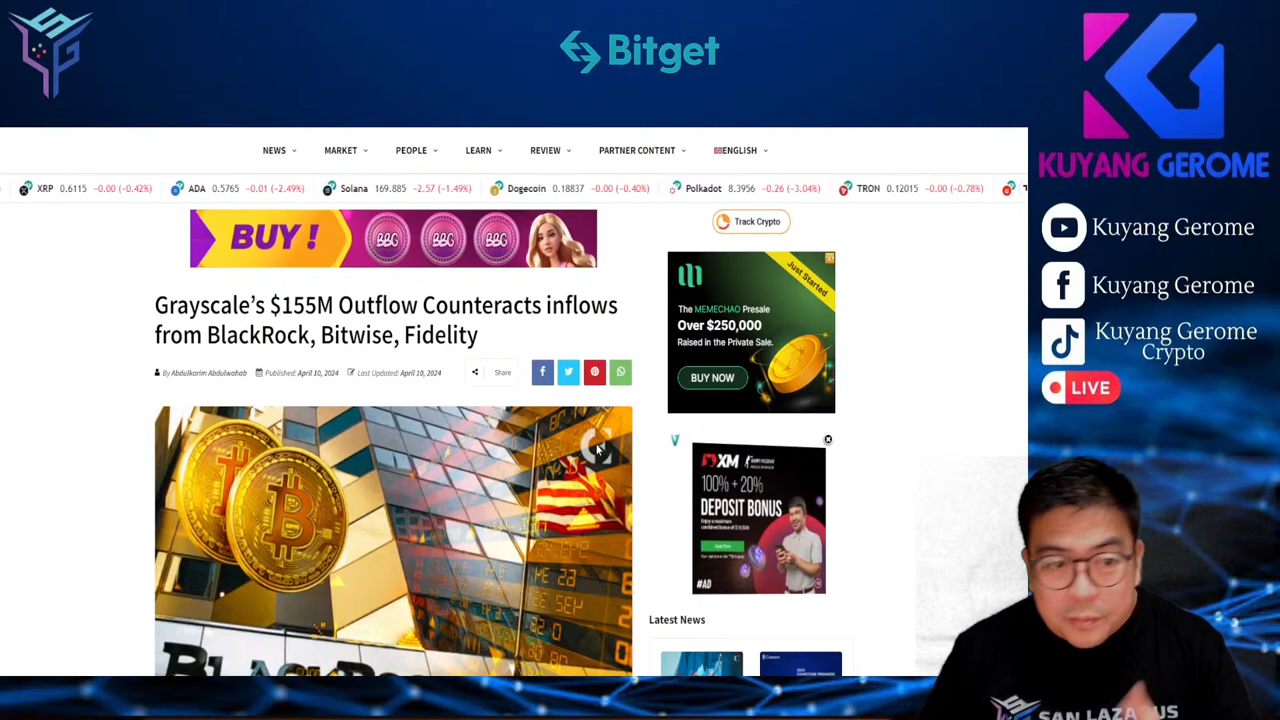 Bitget
KUYANG GEROME
Kuyang Gerome
Kuyang Gerome
Kuyang Gerome
Crypto
LIVE
NEWS MARKET PEOPLE LEARN REVIEW PARTNER CONTENT ENGLISH
XRP 0.6115 -0.00 (-0.42%) ADA 0.5765 -0.01 (-2.49%) Solana 169.885 -2.57 (-1.49%) Dogecoin 0.18837 -0.00 (-0.40%) Polkadot 8.3956 -0.26 (-3.04%) TRON 0.12015 -0.00 (-0.78%)
BUY !
Track Crypto
Just Started
The MEMECHAO Presale
Over $250,000
Raised in the Private Sale.
BUY NOW
Grayscale's $155M Outflow Counteracts inflows
from BlackRock, Bitwise, Fidelity
By Abdulkarim Abdulwahab Published: April 10, 2024 Last Updated: April 10, 2024 Share
XM
100% + 20%
DEPOSIT BONUS
#AD
Latest News
SAN LAZARUS